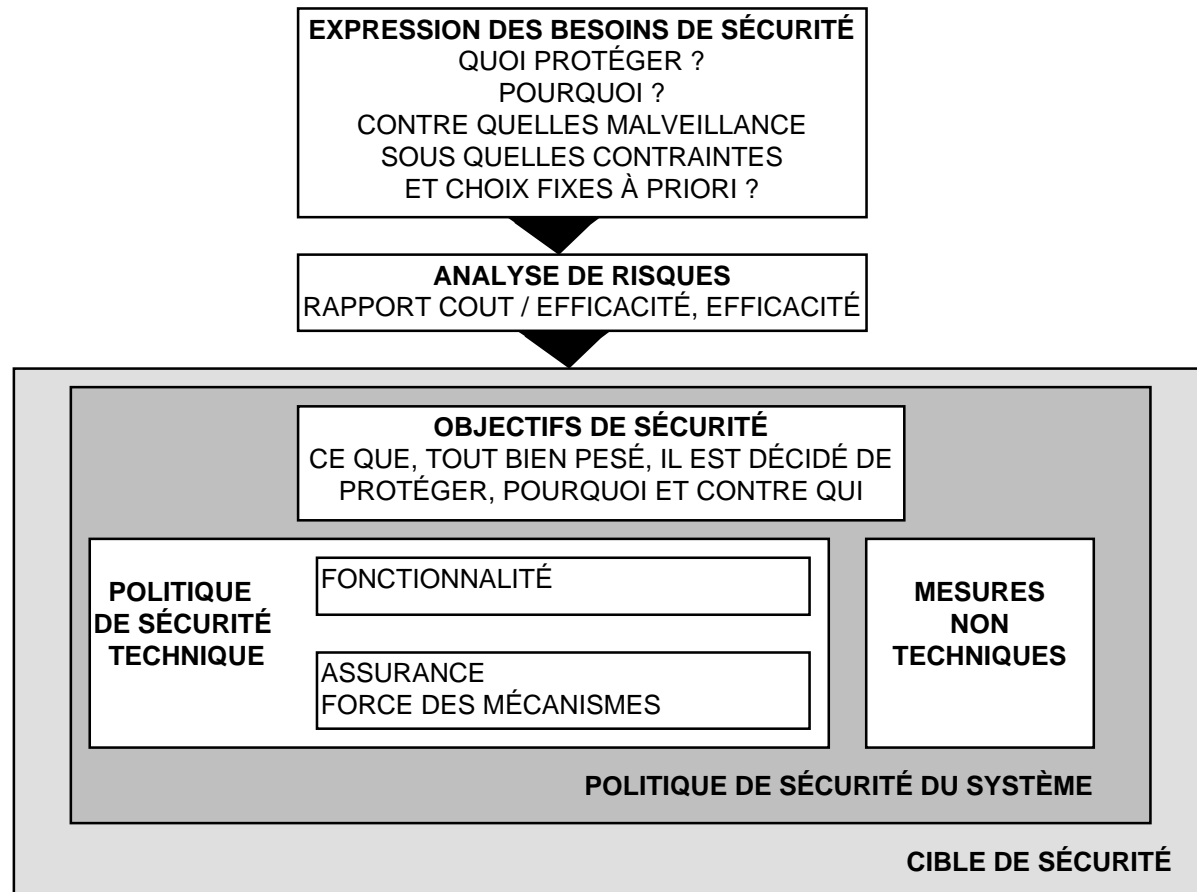 EXPRESSION DES BESOINS DE SÉCURITÉ
QUOI PROTÉGER ?
POURQUOI ?
CONTRE QUELLES MALVEILLANCE
SOUS QUELLES CONTRAINTES
ET CHOIX FIXES À PRIORI ?
ANALYSE DE RISQUES
RAPPORT COUT / EFFICACITÉ, EFFICACITÉ
OBJECTIFS DE SÉCURITÉ
CE QUE, TOUT BIEN PESÉ, IL EST DÉCIDÉ DE
PROTÉGER, POURQUOI ET CONTRE QUI
POLITIQUE
DE SÉCURITÉ
TECHNIQUE
FONCTIONNALITÉ
ASSURANCE
FORCE DES MÉCANISMES
MESURES
NON
TECHNIQUES
POLITIQUE DE SÉCURITÉ DU SYSTÈME
CIBLE DE SÉCURITÉ